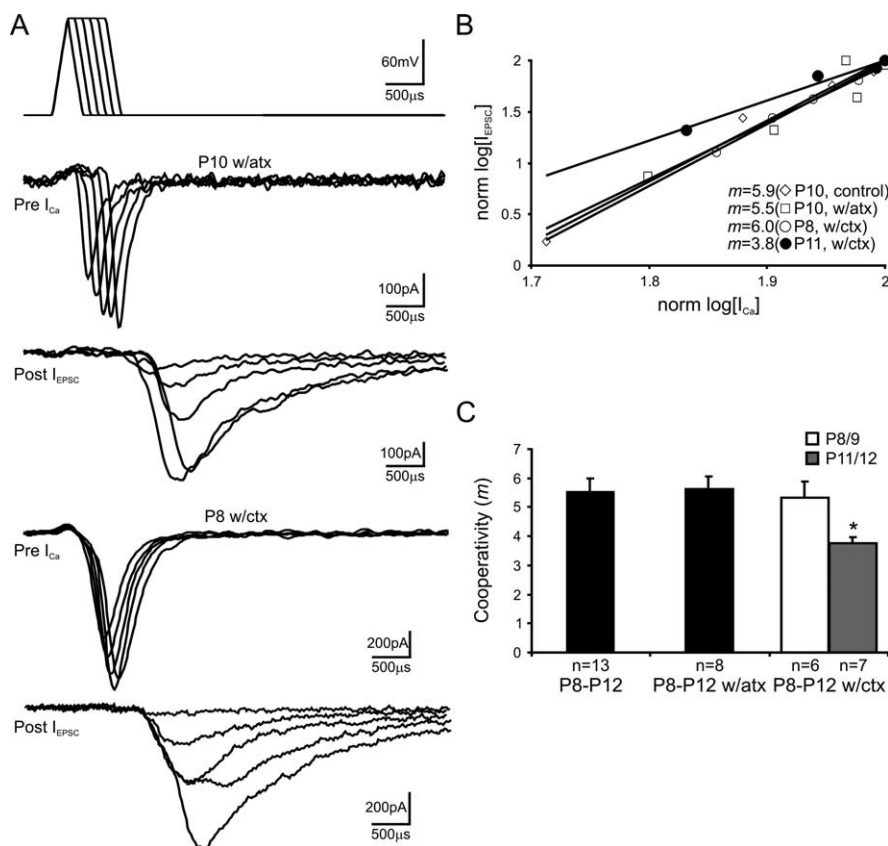 A
60mV
500µs
P10 w/atx
Pre I_Ca
100pA
500µs
Post I_EPSC
100pA
500µs
P8 w/ctx
Pre I_Ca
200pA
500µs
Post I_EPSC
200pA
500µs
B
norm log[I_EPSC]
2
1.5
1
0.5
0
m=5.9(◇ P10, control)
m=5.5(□ P10, w/atx)
m=6.0(○ P8, w/ctx)
m=3.8(● P11, w/ctx)
1.7 1.8 1.9 2
norm log[I_Ca]
C
P8/9
P11/12
Cooperativity (m)
7
6
5
4
3
2
1
0
*
n=13 n=8 n=6 n=7
P8-P12 P8-P12 w/atx P8-P12 w/ctx